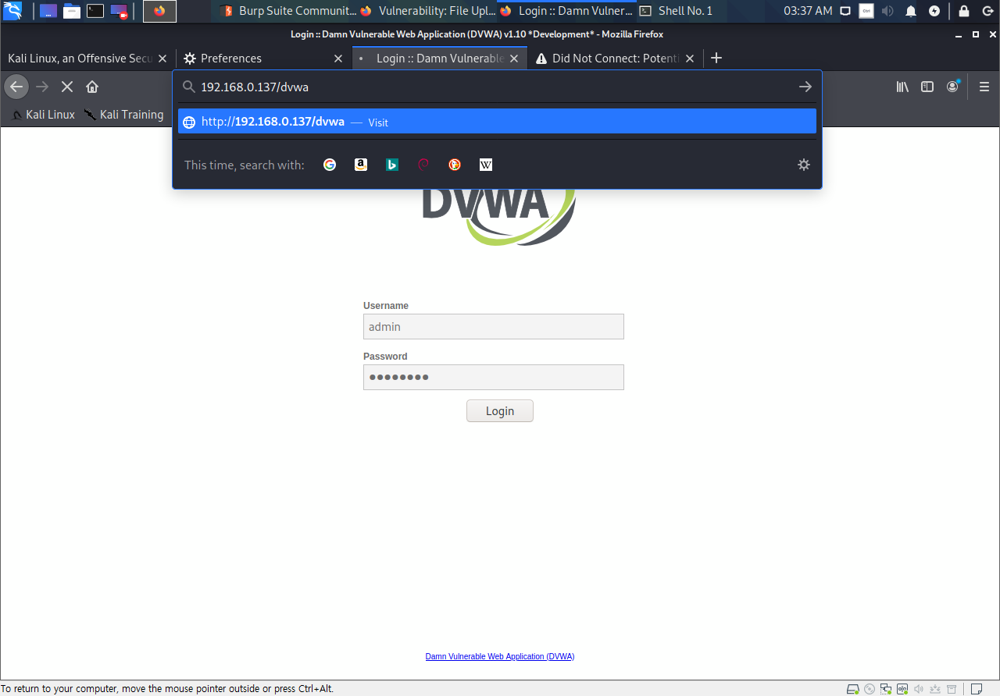 Burp Suite Communit... Vulnerability: File Upl... Login :: Damn Vulner... Shell No. 1 03:37 AM
Login :: Damn Vulnerable Web Application (DVWA) v1.10 *Development* - Mozilla Firefox
Kali Linux, an Offensive Secu Preferences Login :: Damn Vulnerable Did Not Connect: Potenti
192.168.0.137/dvwa
Kali Linux Kali Training
http://192.168.0.137/dvwa — Visit
This time, search with:
DVWA
Username
admin
Password
Login
Damn Vulnerable Web Application (DVWA)
To return to your computer, move the mouse pointer outside or press Ctrl+Alt.